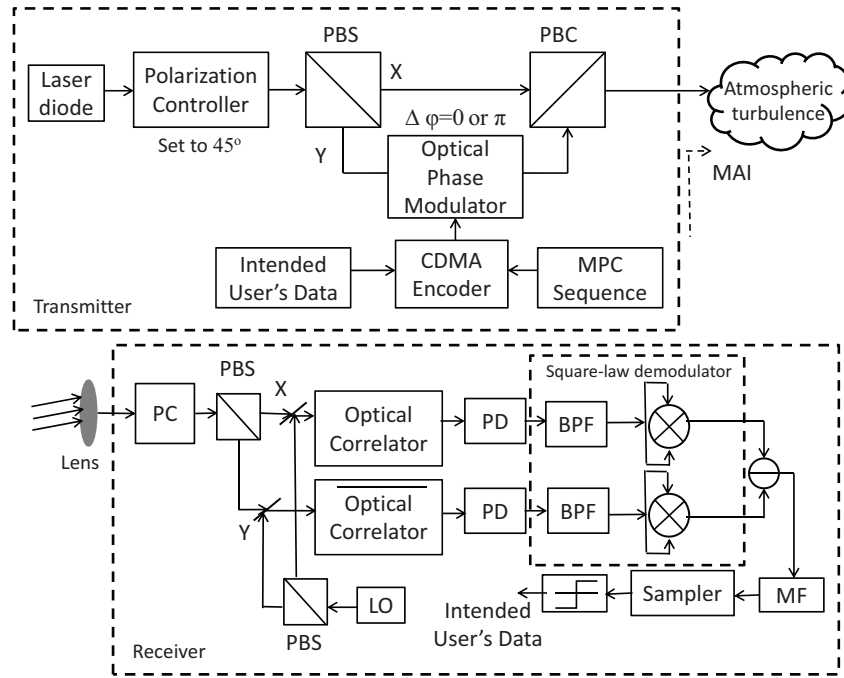 PBS
PBC
Laser
diode
Polarization
Controller
Set to 45°
X
Y
Δ φ=0 or π
Optical
Phase
Modulator
Atmospheric
turbulence
MAI
Intended
User's Data
CDMA
Encoder
MPC
Sequence
Transmitter
Lens
PC
PBS
X
Optical
Correlator
PD
Square-law demodulator
BPF
Y
Optical
Correlator
PD
BPF
PBS
LO
Intended
User's Data
Sampler
MF
Receiver